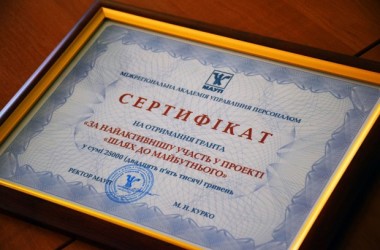 МІЖРЕГІОНАЛЬНА АКАДЕМІЯ УПРАВЛІННЯ ПЕРСОНАЛОМ
МАУП
СЕРТИФІКАТ
НА ОТРИМАННЯ ГРАНТА
«ЗА НАЙАКТИВНІШУ УЧАСТЬ У ПРОЕКТІ
«ШЛЯХ ДО МАЙБУТНЬОГО»
у сумі 25000 (двадцять п'ять тисяч) гривень
РЕКТОР МАУП
М. Н. КУРКО